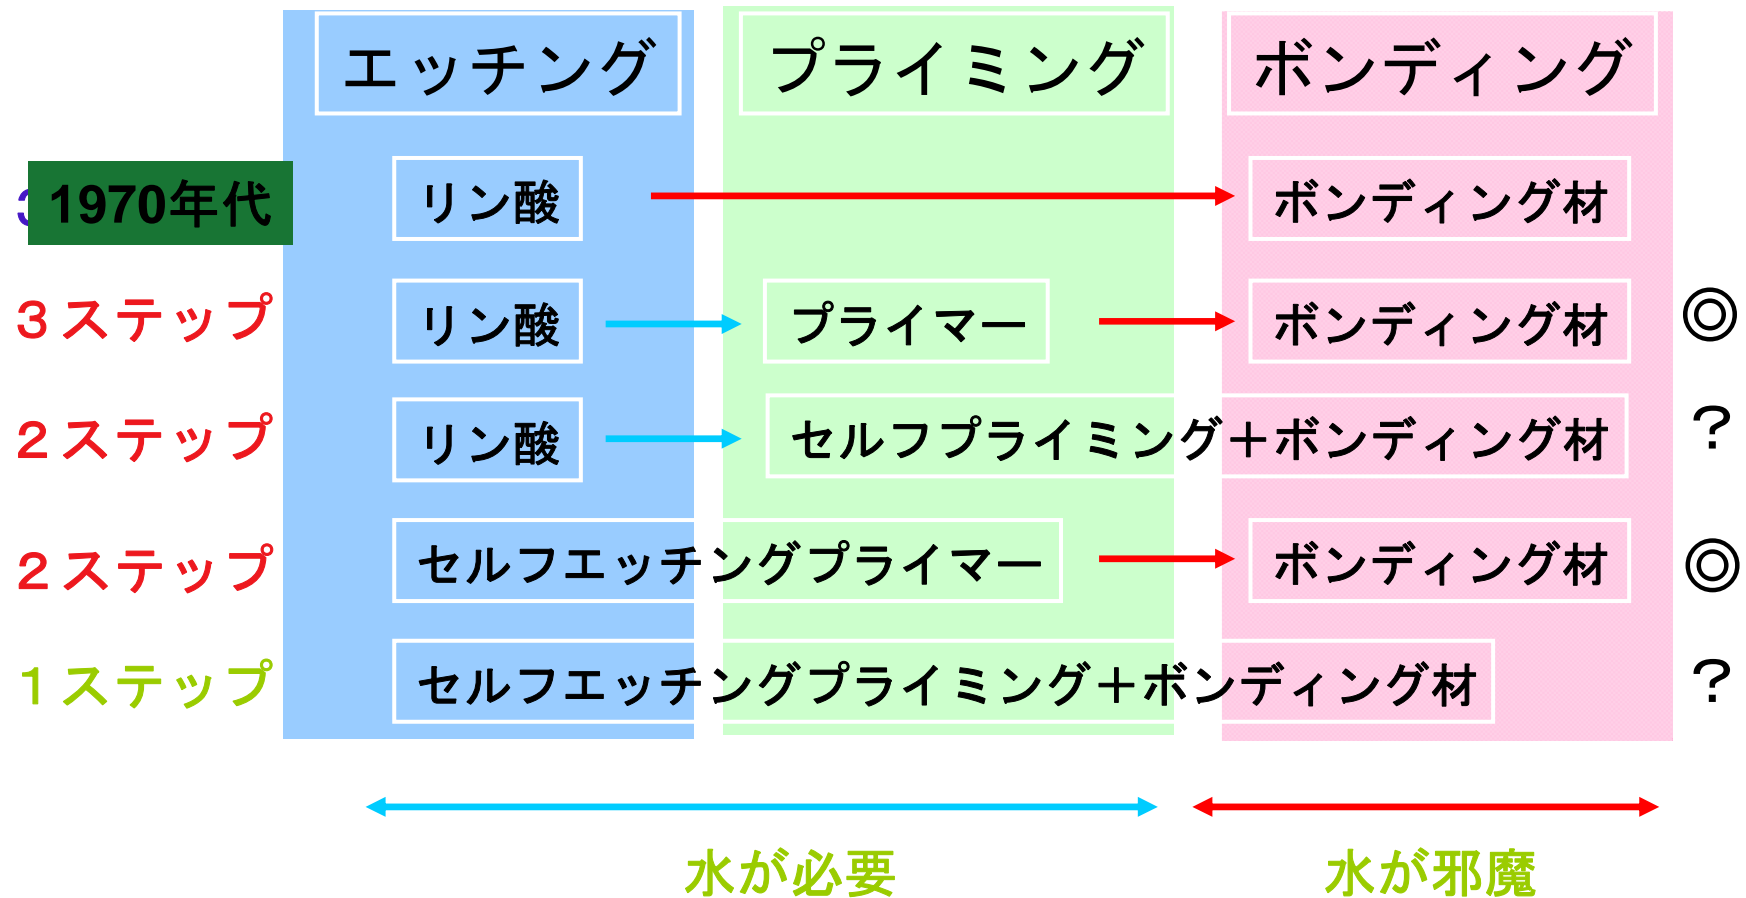 エッチング プライミング ボンディング
1970年代 リン酸 ボンディング材
3ステップ リン酸 プライマー ボンディング材 ◎
2ステップ リン酸 セルフプライミング＋ボンディング材 ？
2ステップ セルフエッチングプライマー ボンディング材 ◎
1ステップ セルフエッチングプライミング＋ボンディング材 ？
水が必要 水が邪魔